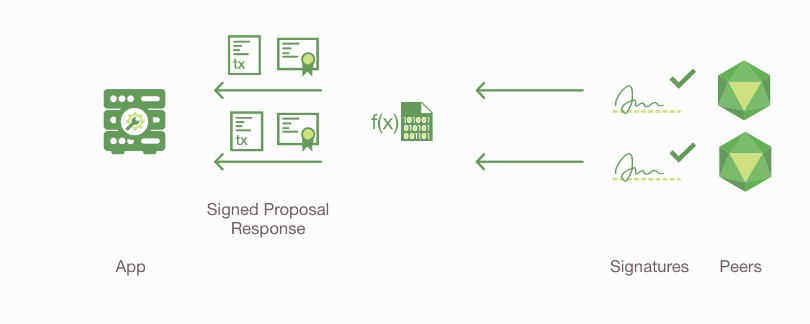 tx
f(x)
tx
Signed Proposal
Response
App
Signatures
Peers